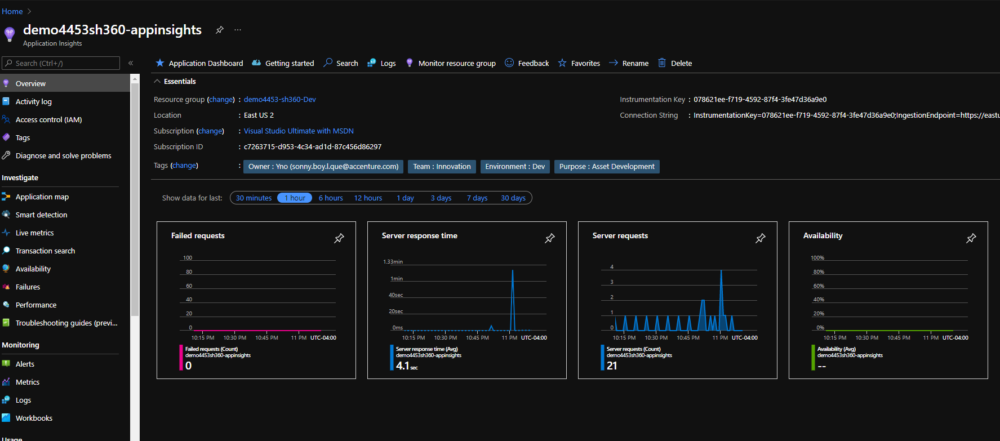 Home
demo4453sh360-appinsights
Application Insights
Search (Ctrl+/)
Overview
Activity log
Access control (IAM)
Tags
Diagnose and solve problems
Investigate
Application map
Smart detection
Live metrics
Transaction search
Availability
Failures
Performance
Troubleshooting guides (previ...
Monitoring
Alerts
Metrics
Logs
Workbooks
Usage
Application Dashboard Getting started Search Logs Monitor resource group Feedback Favorites Rename Delete
Essentials
Resource group (change) : demo4453-sh360-Dev
Location : East US 2
Subscription (change) : Visual Studio Ultimate with MSDN
Subscription ID : c7263715-d953-4c34-ad1d-87c456d86297
Tags (change) : Owner : Yno (sonny.boy.l.que@accenture.com) Team : Innovation Environment : Dev Purpose : Asset Development
Instrumentation Key : 078621ee-f719-4592-87f4-3fe47d36a9e0
Connection String : InstrumentationKey=078621ee-f719-4592-87f4-3fe47d36a9e0;IngestionEndpoint=https://eastu
Show data for last: 30 minutes 1 hour 6 hours 12 hours 1 day 3 days 7 days 30 days
Failed requests
100
80
60
40
20
0
10:15 PM 10:30 PM 10:45 PM 11 PM UTC-04:00
Failed requests (Count)
demo4453sh360-appinsights
0
Server response time
1.33min
1min
40sec
20sec
0ms
10:15 PM 10:30 PM 10:45 PM 11 PM UTC-04:00
Server response time (Avg)
demo4453sh360-appinsights
4.1 sec
Server requests
4
3
2
1
0
10:15 PM 10:30 PM 10:45 PM 11 PM UTC-04:00
Server requests (Count)
demo4453sh360-appinsights
21
Availability
100%
80%
60%
40%
20%
0%
10:15 PM 10:30 PM 10:45 PM 11 PM UTC-04:00
Availability (Avg)
demo4453sh360-appinsights
--